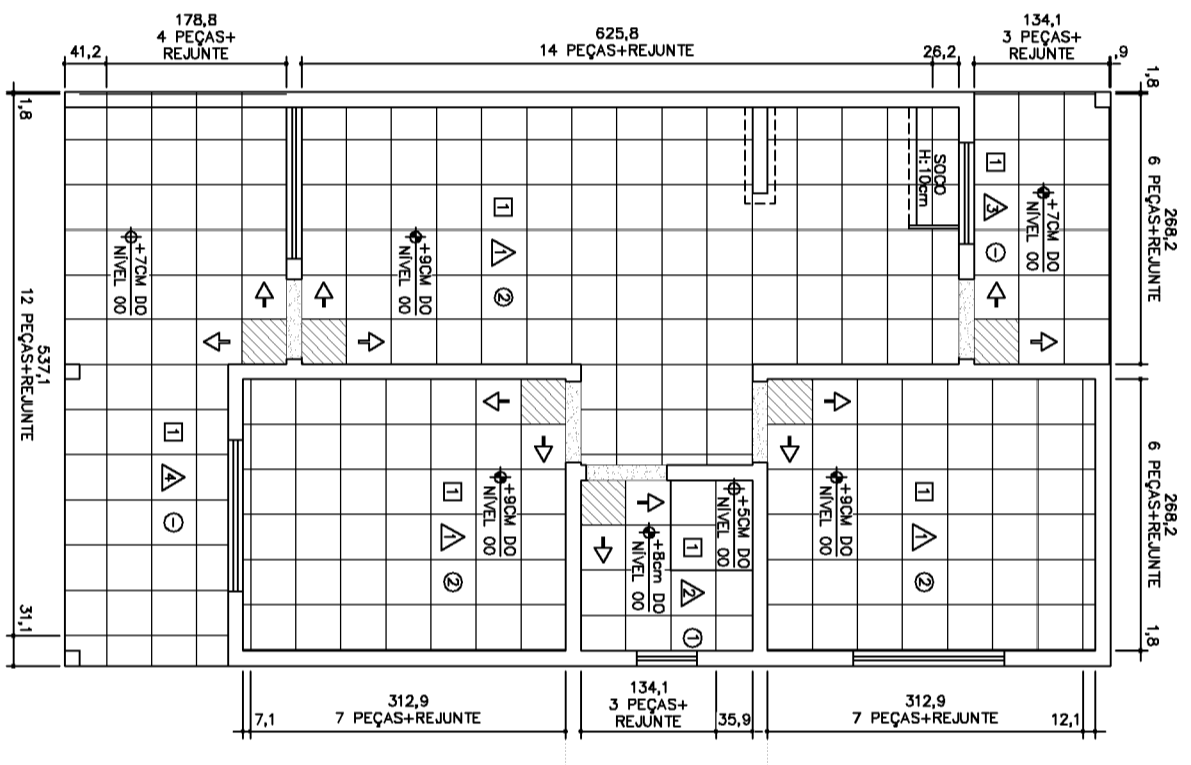 178,8
4 PEÇAS+
REJUNTE
41,2
625,8
14 PEÇAS+REJUNTE
26,2
134,1
3 PEÇAS+
REJUNTE
,9
1,8
1,8
268,2
6 PEÇAS+REJUNTE
SOCO
H:10cm
1
3
-
+7CM DO
NÍVEL 00
1
1
2
+9CM DO
NÍVEL 00
+7CM DO
NÍVEL 00
537,1
12 PEÇAS+REJUNTE
31,1
1
4
-
1
1
2
+9CM DO
NÍVEL 00
+5CM DO
NÍVEL 00
1
2
1
+8cm DO
NÍVEL 00
+9CM DO
NÍVEL 00
1
1
2
268,2
6 PEÇAS+REJUNTE
1,8
7,1
312,9
7 PEÇAS+REJUNTE
134,1
3 PEÇAS+
REJUNTE
35,9
312,9
7 PEÇAS+REJUNTE
12,1